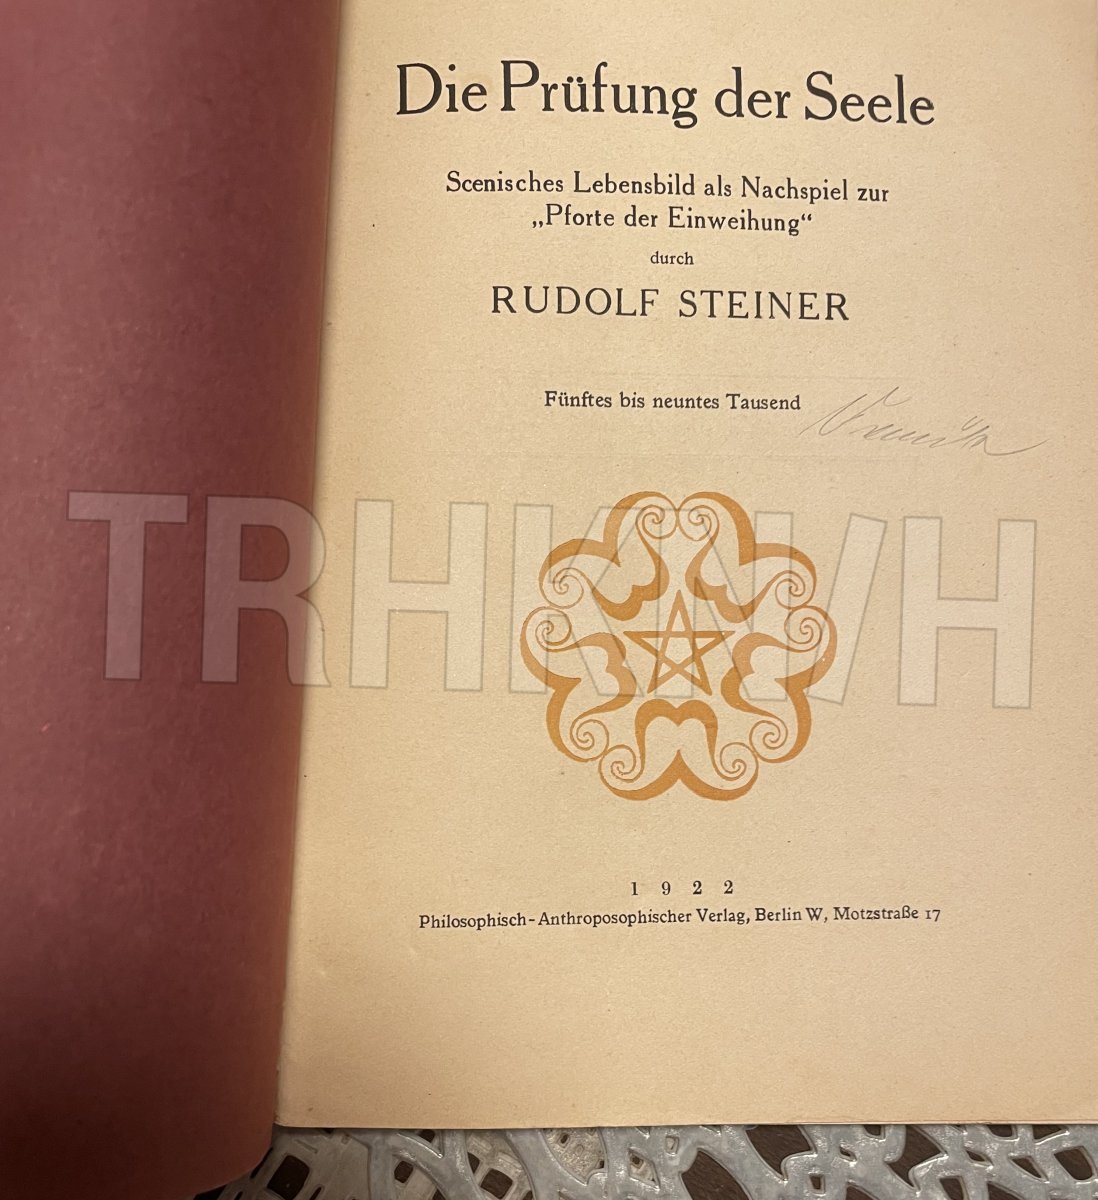 Die Prüfung der Seele
Scenisches Lebensbild als Nachspiel zur
„Pforte der Einweihung“
durch
RUDOLF STEINER
Fünftes bis neuntes Tausend
1 9 2 2
Philosophisch-Anthroposophischer Verlag, Berlin W, Motzstraße 17